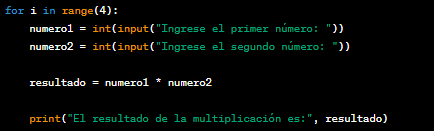 for i in range(4):
    numero1 = int(input("Ingrese el primer número: "))
    numero2 = int(input("Ingrese el segundo número: "))
    resultado = numero1 * numero2
    print("El resultado de la multiplicación es:", resultado)